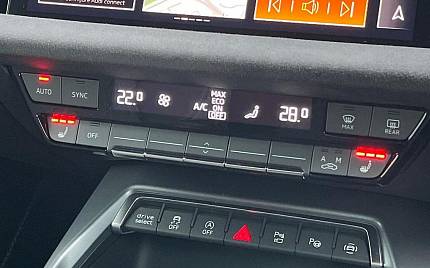 AUTO
SYNC
22.0
A/C
MAX
ECO
ON
OFF
28.0
MAX
REAR
OFF
A M
drive
select
OFF
OFF